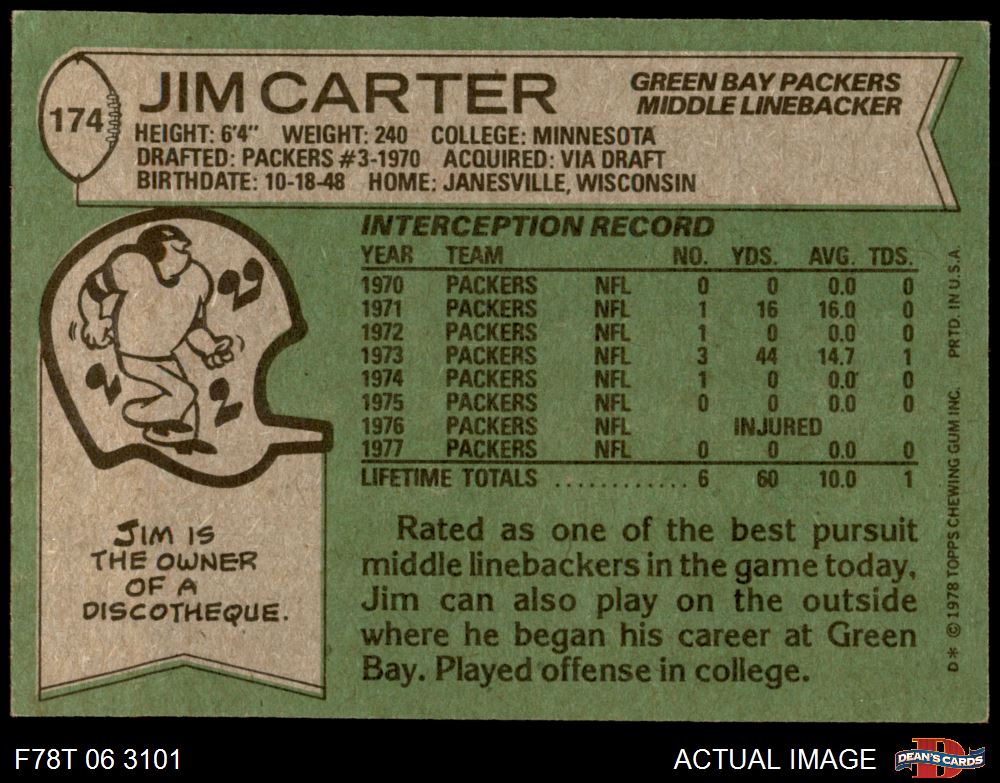 174
JIM CARTER
GREEN BAY PACKERS
MIDDLE LINEBACKER
HEIGHT: 6'4" WEIGHT: 240 COLLEGE: MINNESOTA
DRAFTED: PACKERS #3-1970 ACQUIRED: VIA DRAFT
BIRTHDATE: 10-18-48 HOME: JANESVILLE, WISCONSIN
INTERCEPTION RECORD
YEAR TEAM NO. YDS. AVG. TDS.
1970 PACKERS NFL 0 0 0.0 0
1971 PACKERS NFL 1 16 16.0 0
1972 PACKERS NFL 1 0 0.0 0
1973 PACKERS NFL 3 44 14.7 1
1974 PACKERS NFL 1 0 0.0 0
1975 PACKERS NFL 0 0 0.0 0
1976 PACKERS NFL INJURED
1977 PACKERS NFL 0 0 0.0 0
LIFETIME TOTALS ............ 6 60 10.0 1
JIM IS
THE OWNER
OF A
DISCOTHEQUE.
Rated as one of the best pursuit
middle linebackers in the game today,
Jim can also play on the outside
where he began his career at Green
Bay. Played offense in college.
D* © 1978 TOPPS CHEWING GUM INC. PRTD. IN U.S.A.
F78T 06 3101
ACTUAL IMAGE
D
DEAN'S CARDS